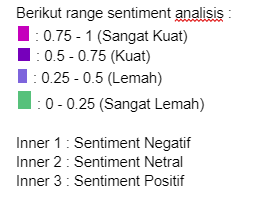 Berikut range sentiment analisis :
: 0.75 - 1 (Sangat Kuat)
: 0.5 - 0.75 (Kuat)
: 0.25 - 0.5 (Lemah)
: 0 - 0.25 (Sangat Lemah)
Inner 1 : Sentiment Negatif
Inner 2 : Sentiment Netral
Inner 3 : Sentiment Positif